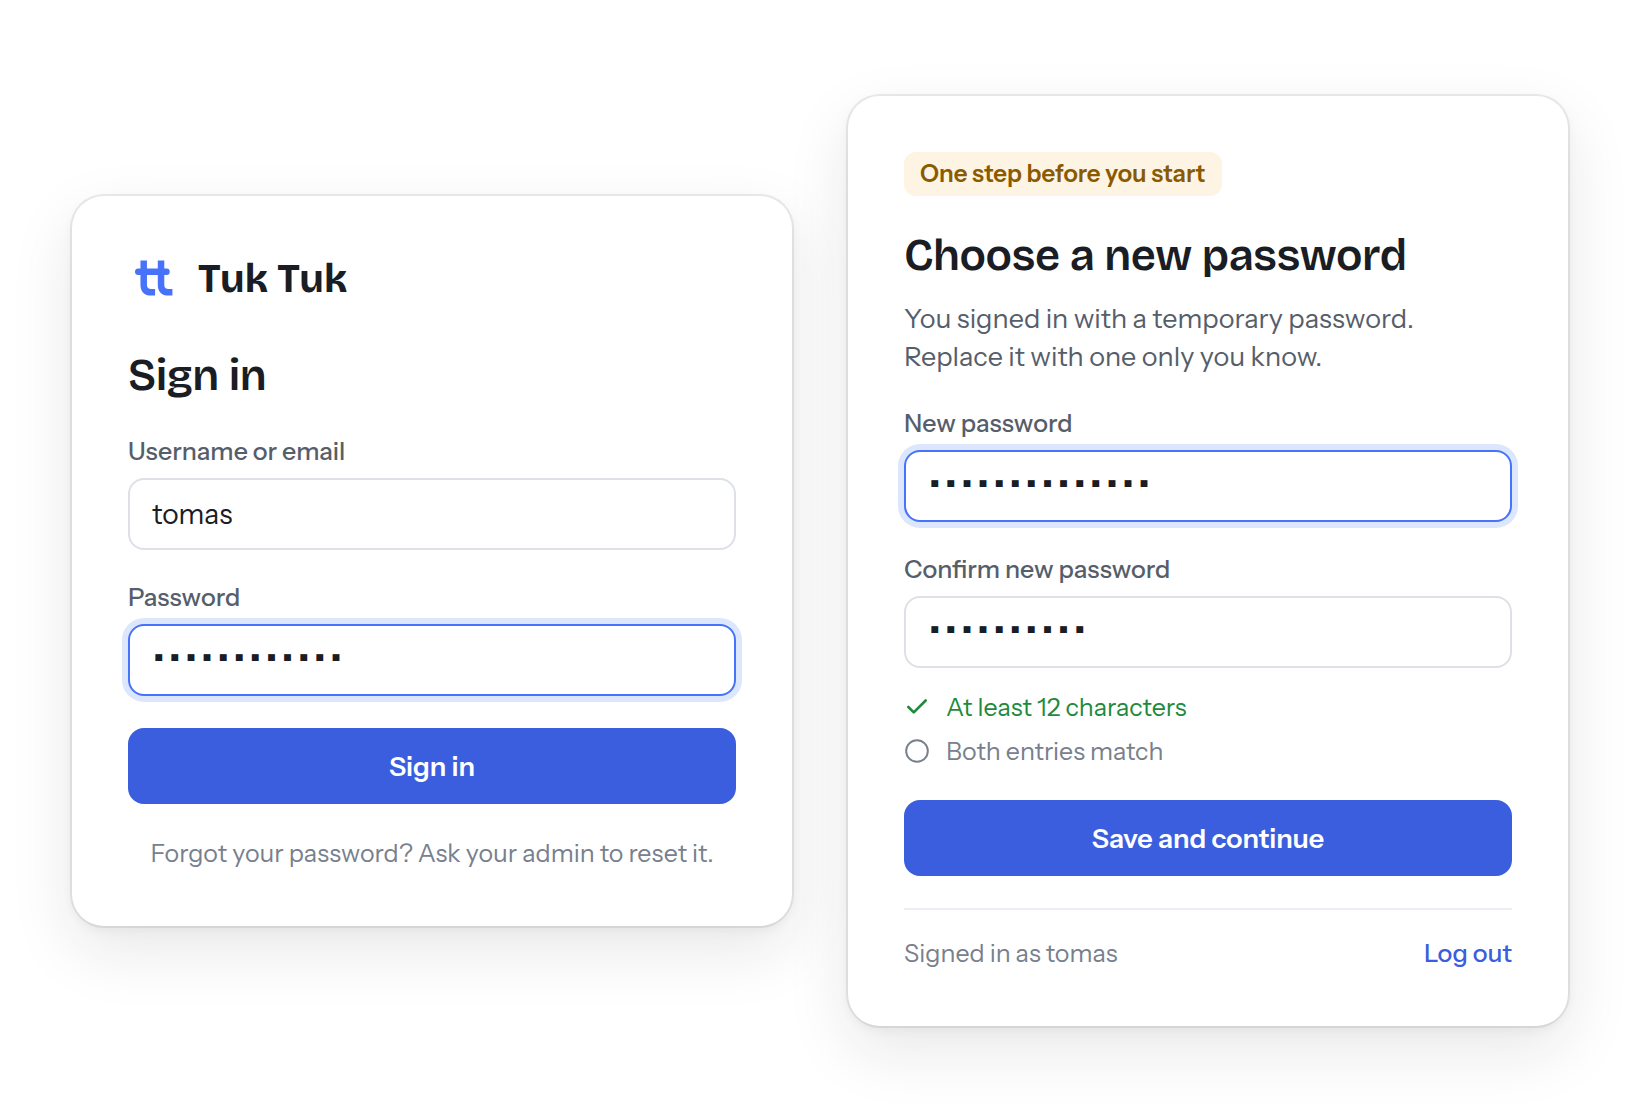 tt Tuk Tuk
Sign in
Username or email
tomas
Password
Sign in
Forgot your password? Ask your admin to reset it.
One step before you start
Choose a new password
You signed in with a temporary password.
Replace it with one only you know.
New password
Confirm new password
At least 12 characters
Both entries match
Save and continue
Signed in as tomas
Log out